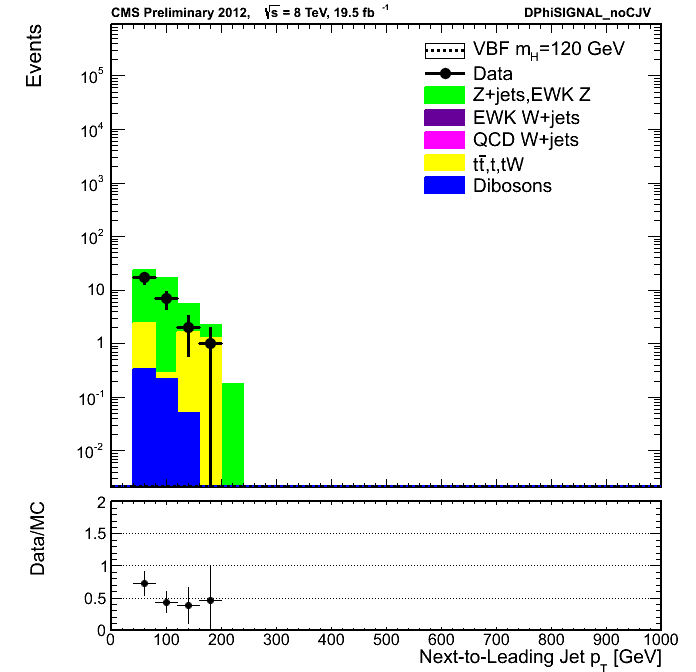 CMS Preliminary 2012, √s = 8 TeV, 19.5 fb⁻¹ DPhiSIGNAL_noCJV
Events
VBF m_H=120 GeV
Data
Z+jets,EWK Z
EWK W+jets
QCD W+jets
tt̅,t,tW
Dibosons
10⁵
10⁴
10³
10²
10
1
10⁻¹
10⁻²
Data/MC
2
1.5
1
0.5
0
0 100 200 300 400 500 600 700 800 900 1000
Next-to-Leading Jet p_T [GeV]